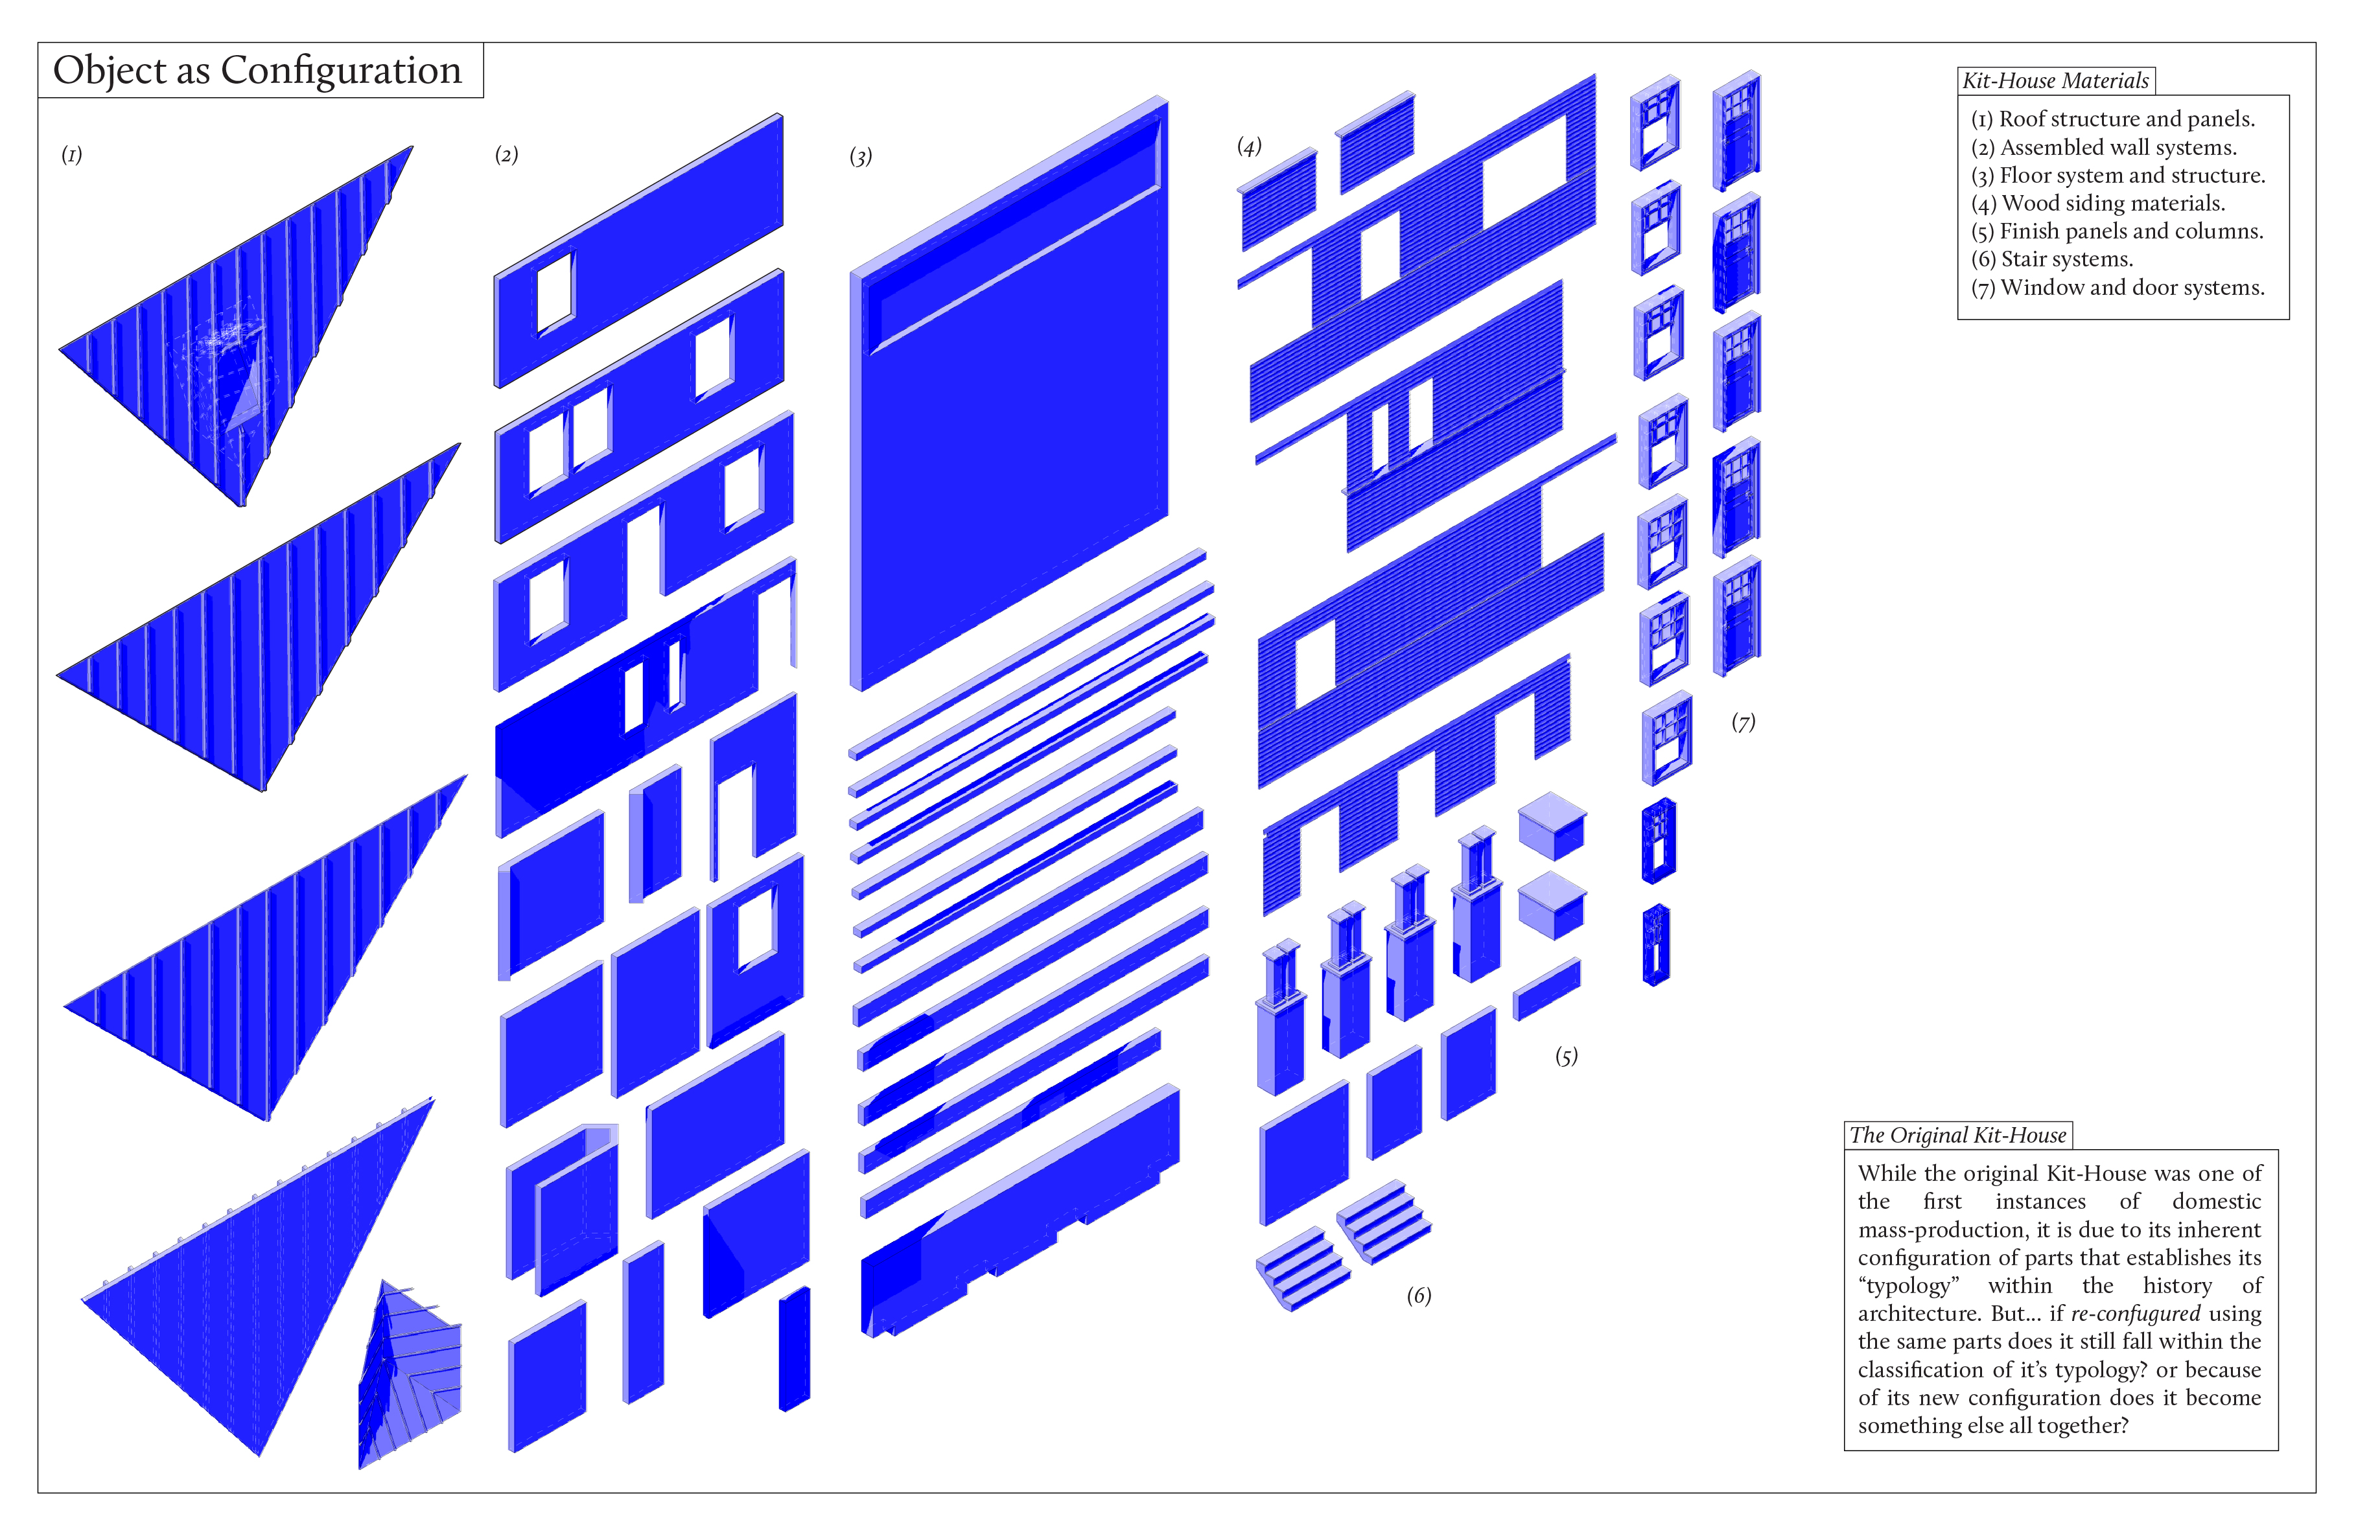 Object as Configuration
(1)
(2)
(3)
(4)
Kit-House Materials
(1) Roof structure and panels.
(2) Assembled wall systems.
(3) Floor system and structure.
(4) Wood siding materials.
(5) Finish panels and columns.
(6) Stair systems.
(7) Window and door systems.
(7)
(5)
(6)
The Original Kit-House
While the original Kit-House was one of
the first instances of domestic
mass-production, it is due to its inherent
configuration of parts that establishes its
“typology” within the history of
architecture. But... if re-confugured using
the same parts does it still fall within the
classification of it’s typology? or because
of its new configuration does it become
something else all together?